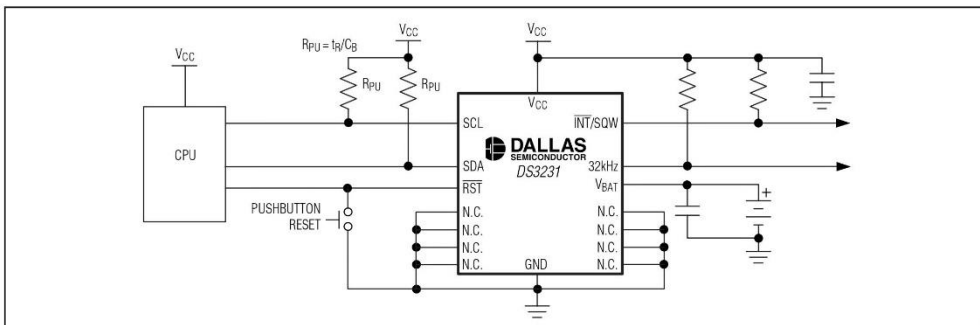 VCC
VCC
RPU = tR/CB
VCC
RPU
RPU
VCC
SCL
INT/SQW
CPU
DALLAS
SEMICONDUCTOR
DS3231
SDA
32kHz
RST
VBAT
+
PUSHBUTTON
RESET
N.C.
N.C.
N.C.
N.C.
N.C.
N.C.
N.C.
N.C.
GND